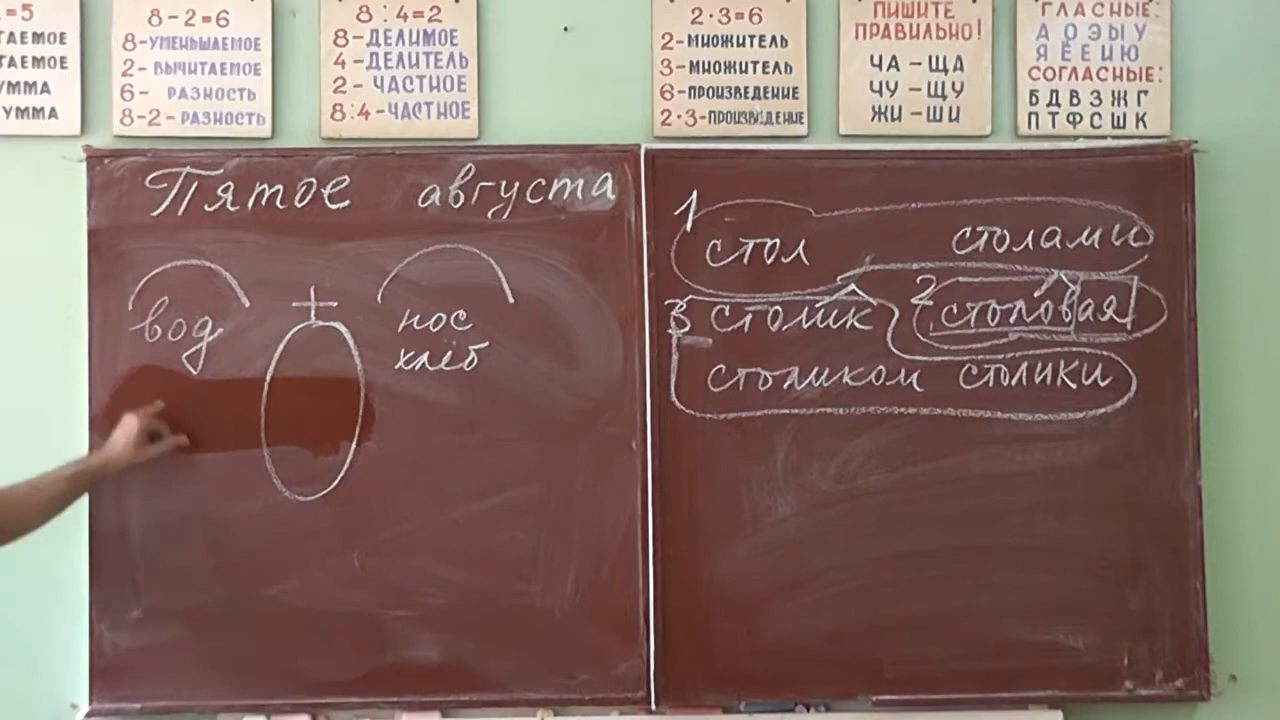 =5
ГАЕМОЕ
ГАЕМОЕ
УММА
УММА
8-2=6
8-УМЕНЬШАЕМОЕ
2- ВЫЧИТАЕМОЕ
6- РАЗНОСТЬ
8-2-РАЗНОСТЬ
8:4=2
8-ДЕЛИМОЕ
4-ДЕЛИТЕЛЬ
2- ЧАСТНОЕ
8:4-ЧАСТНОЕ
2·3=6
2-МНОЖИТЕЛЬ
3-МНОЖИТЕЛЬ
6-ПРОИЗВЕДЕНИЕ
2·3-ПРОИЗВЕДЕНИЕ
ПИШИТЕ
ПРАВИЛЬНО!
ЧА-ЩА
ЧУ-ЩУ
ЖИ-ШИ
ГЛАСНЫЕ:
А О Э Ы У
Я Ё Е И Ю
СОГЛАСНЫЕ:
Б Д В З Ж Г
П Т Ф С Ш К
Пятое августа
вод + нос
хлеб
1
стол столами
3 столик 2 столовая
столиком столики